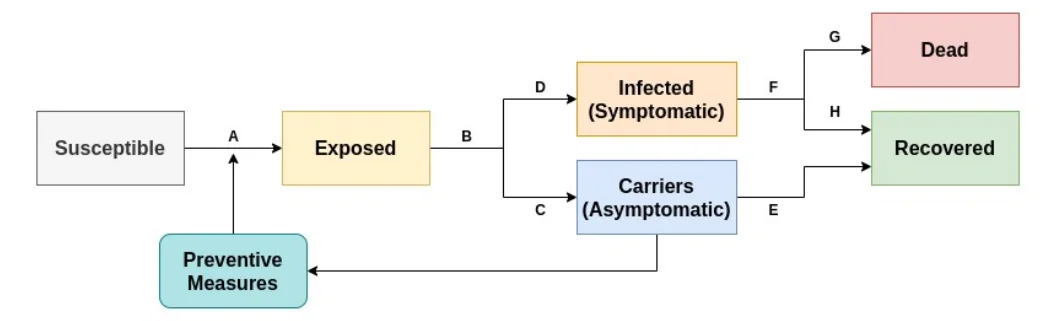 G
Dead
D
Infected
(Symptomatic)
F
H
Susceptible
A
Exposed
B
Recovered
C
Carriers
(Asymptomatic)
E
Preventive
Measures